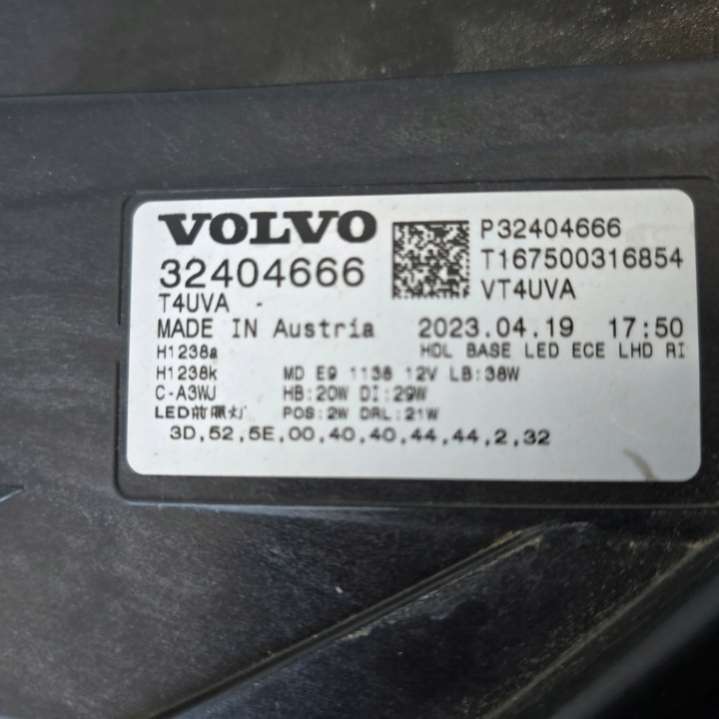 VOLVO
32404666
T4UVA -
P32404666
T167500316854
VT4UVA
MADE IN Austria 2023.04.19 17:50
H1238a HDL BASE LED ECE LHD RI
H1238k MD E9 1138 12V LB:38W
C-A3WJ HB:20W DI:29W
LED前照灯 POS:2W DRL:21W
3D,52,5E,00,40,40,44,44,2,32